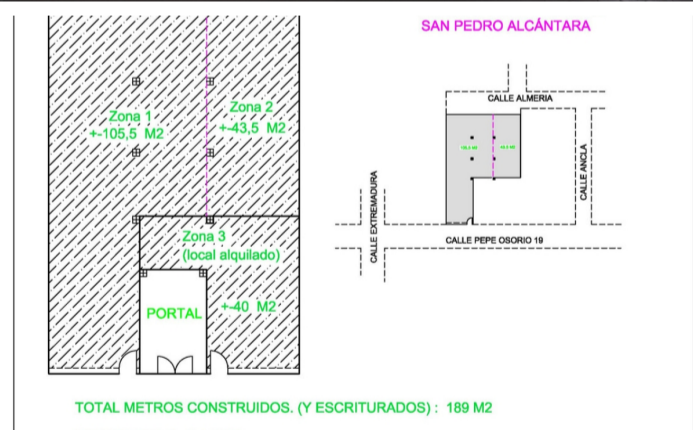 SAN PEDRO ALCÁNTARA
CALLE ALMERIA
Zona 1
+-105,5 M2
Zona 2
+-43,5 M2
CALLE ANCLA
CALLE EXTREMADURA
Zona 3
(local alquilado)
CALLE PEPE OSORIO 19
+-40 M2
PORTAL
TOTAL METROS CONSTRUIDOS. (Y ESCRITURADOS) : 189 M2